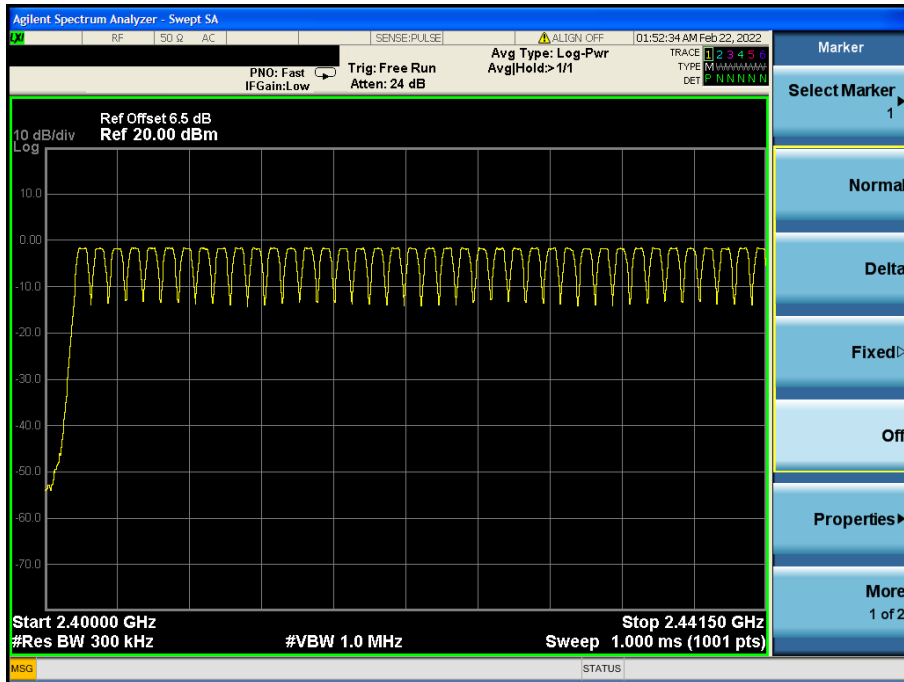 Agilent Spectrum Analyzer - Swept SA
LXI RF 50 Ω AC SENSE:PULSE ALIGN OFF 01:52:34 AM Feb 22, 2022
PNO: Fast
IFGain:Low
Trig: Free Run
Atten: 24 dB
Avg Type: Log-Pwr
Avg|Hold:>1/1
TRACE 1 2 3 4 5 6
TYPE M WWWWW
DET P N N N N N
Ref Offset 6.5 dB
10 dB/div Ref 20.00 dBm
Log
10.0
0.00
-10.0
-20.0
-30.0
-40.0
-50.0
-60.0
-70.0
Start 2.40000 GHz Stop 2.44150 GHz
#Res BW 300 kHz #VBW 1.0 MHz Sweep 1.000 ms (1001 pts)
MSG STATUS
Marker
Select Marker
1
Normal
Delta
Fixed
Off
Properties
More
1 of 2